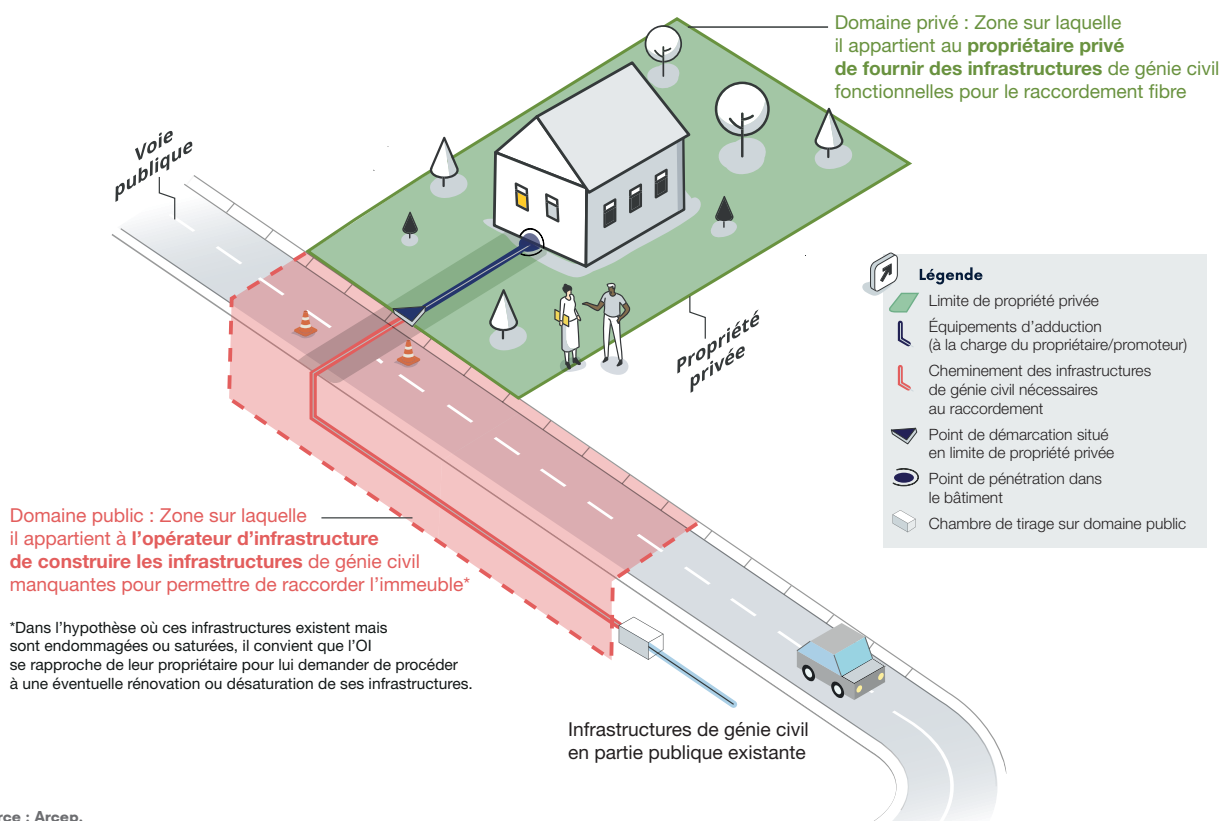 Domaine privé : Zone sur laquelle
il appartient au propriétaire privé
de fournir des infrastructures de génie civil
fonctionnelles pour le raccordement fibre
Voie
publique
Propriété
privée
Légende
Limite de propriété privée
Équipements d’adduction
(à la charge du propriétaire/promoteur)
Cheminement des infrastructures
de génie civil nécessaires
au raccordement
Point de démarcation situé
en limite de propriété privée
Point de pénétration dans
le bâtiment
Chambre de tirage sur domaine public
Domaine public : Zone sur laquelle
il appartient à l’opérateur d’infrastructure
de construire les infrastructures de génie civil
manquantes pour permettre de raccorder l’immeuble*
*Dans l’hypothèse où ces infrastructures existent mais
sont endommagées ou saturées, il convient que l’OI
se rapproche de leur propriétaire pour lui demander de procéder
à une éventuelle rénovation ou désaturation de ses infrastructures.
Infrastructures de génie civil
en partie publique existante
: Arcep.